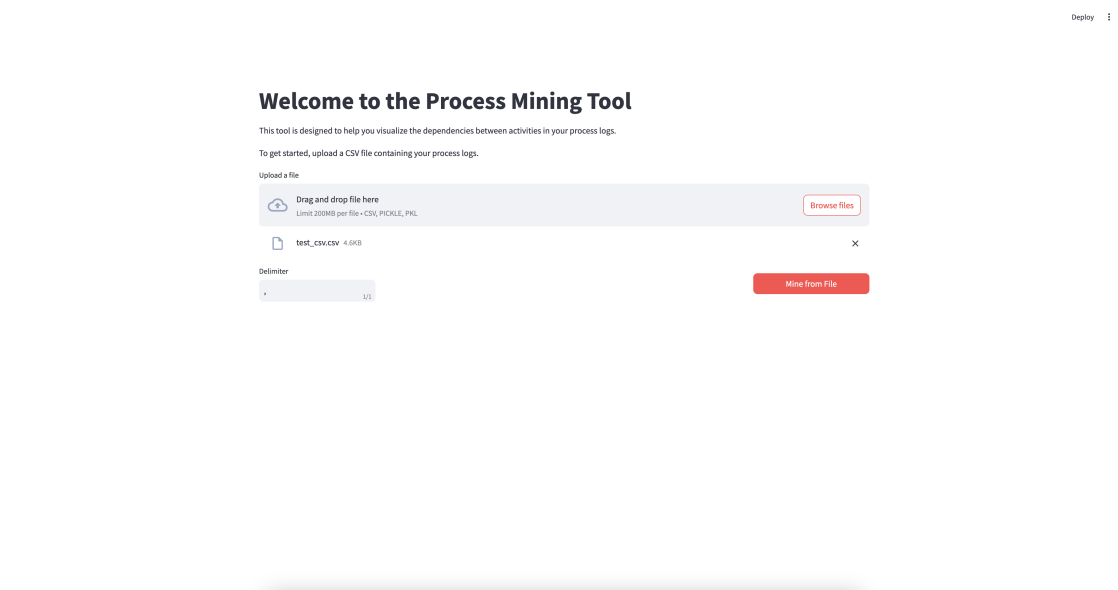 Deploy
Welcome to the Process Mining Tool
This tool is designed to help you visualize the dependencies between activities in your process logs.
To get started, upload a CSV file containing your process logs.
Upload a file
Drag and drop file here
Limit 200MB per file • CSV, PICKLE, PKL
Browse files
test_csv.csv 4.6KB
Delimiter
,
1/1
Mine from File